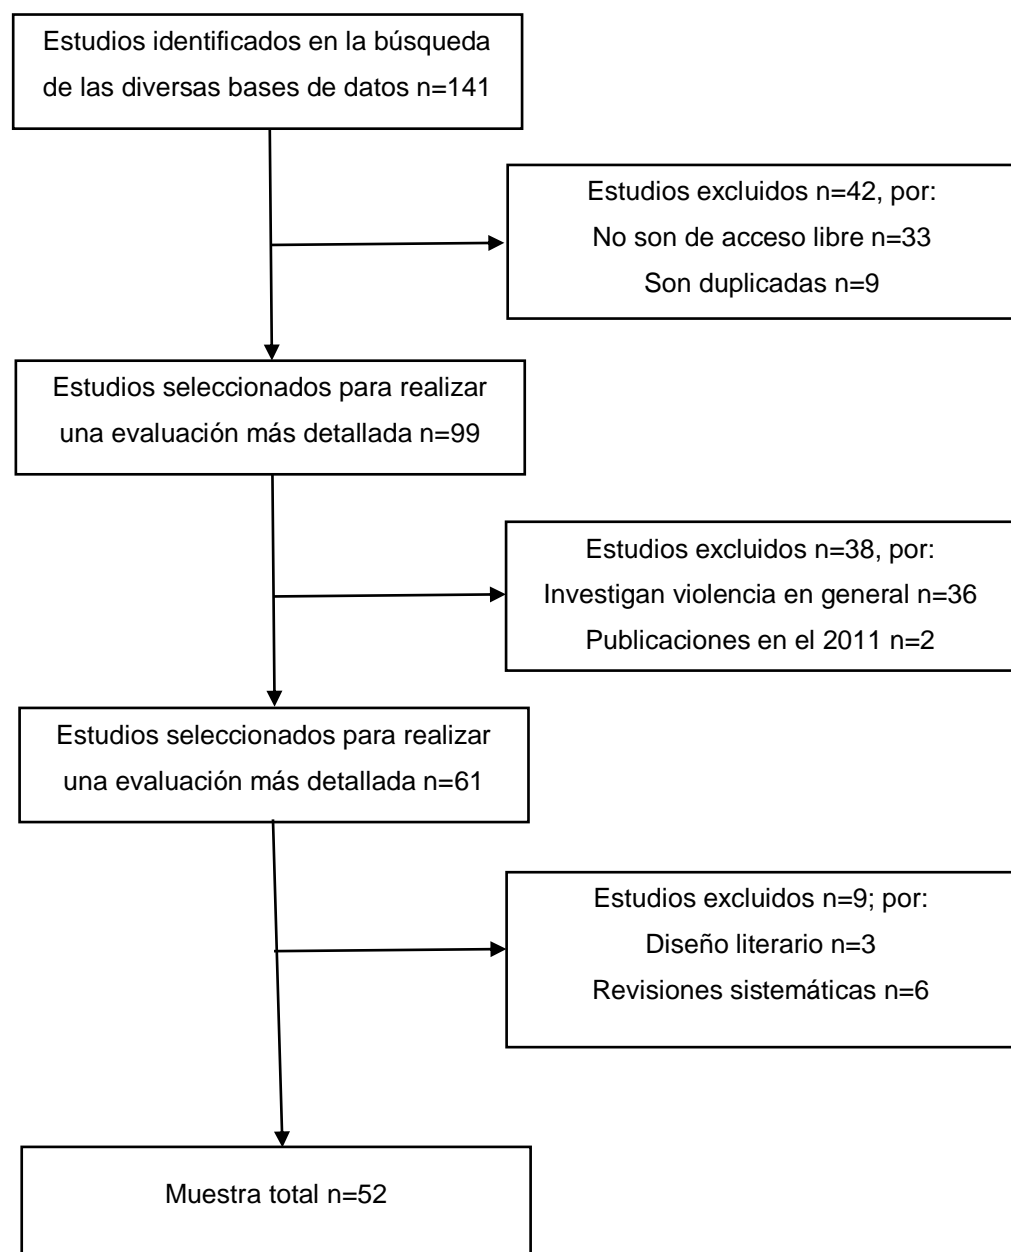 Estudios identificados en la búsqueda
de las diversas bases de datos n=141
Estudios excluidos n=42, por:
No son de acceso libre n=33
Son duplicadas n=9
Estudios seleccionados para realizar
una evaluación más detallada n=99
Estudios excluidos n=38, por:
Investigan violencia en general n=36
Publicaciones en el 2011 n=2
Estudios seleccionados para realizar
una evaluación más detallada n=61
Estudios excluidos n=9; por:
Diseño literario n=3
Revisiones sistemáticas n=6
Muestra total n=52